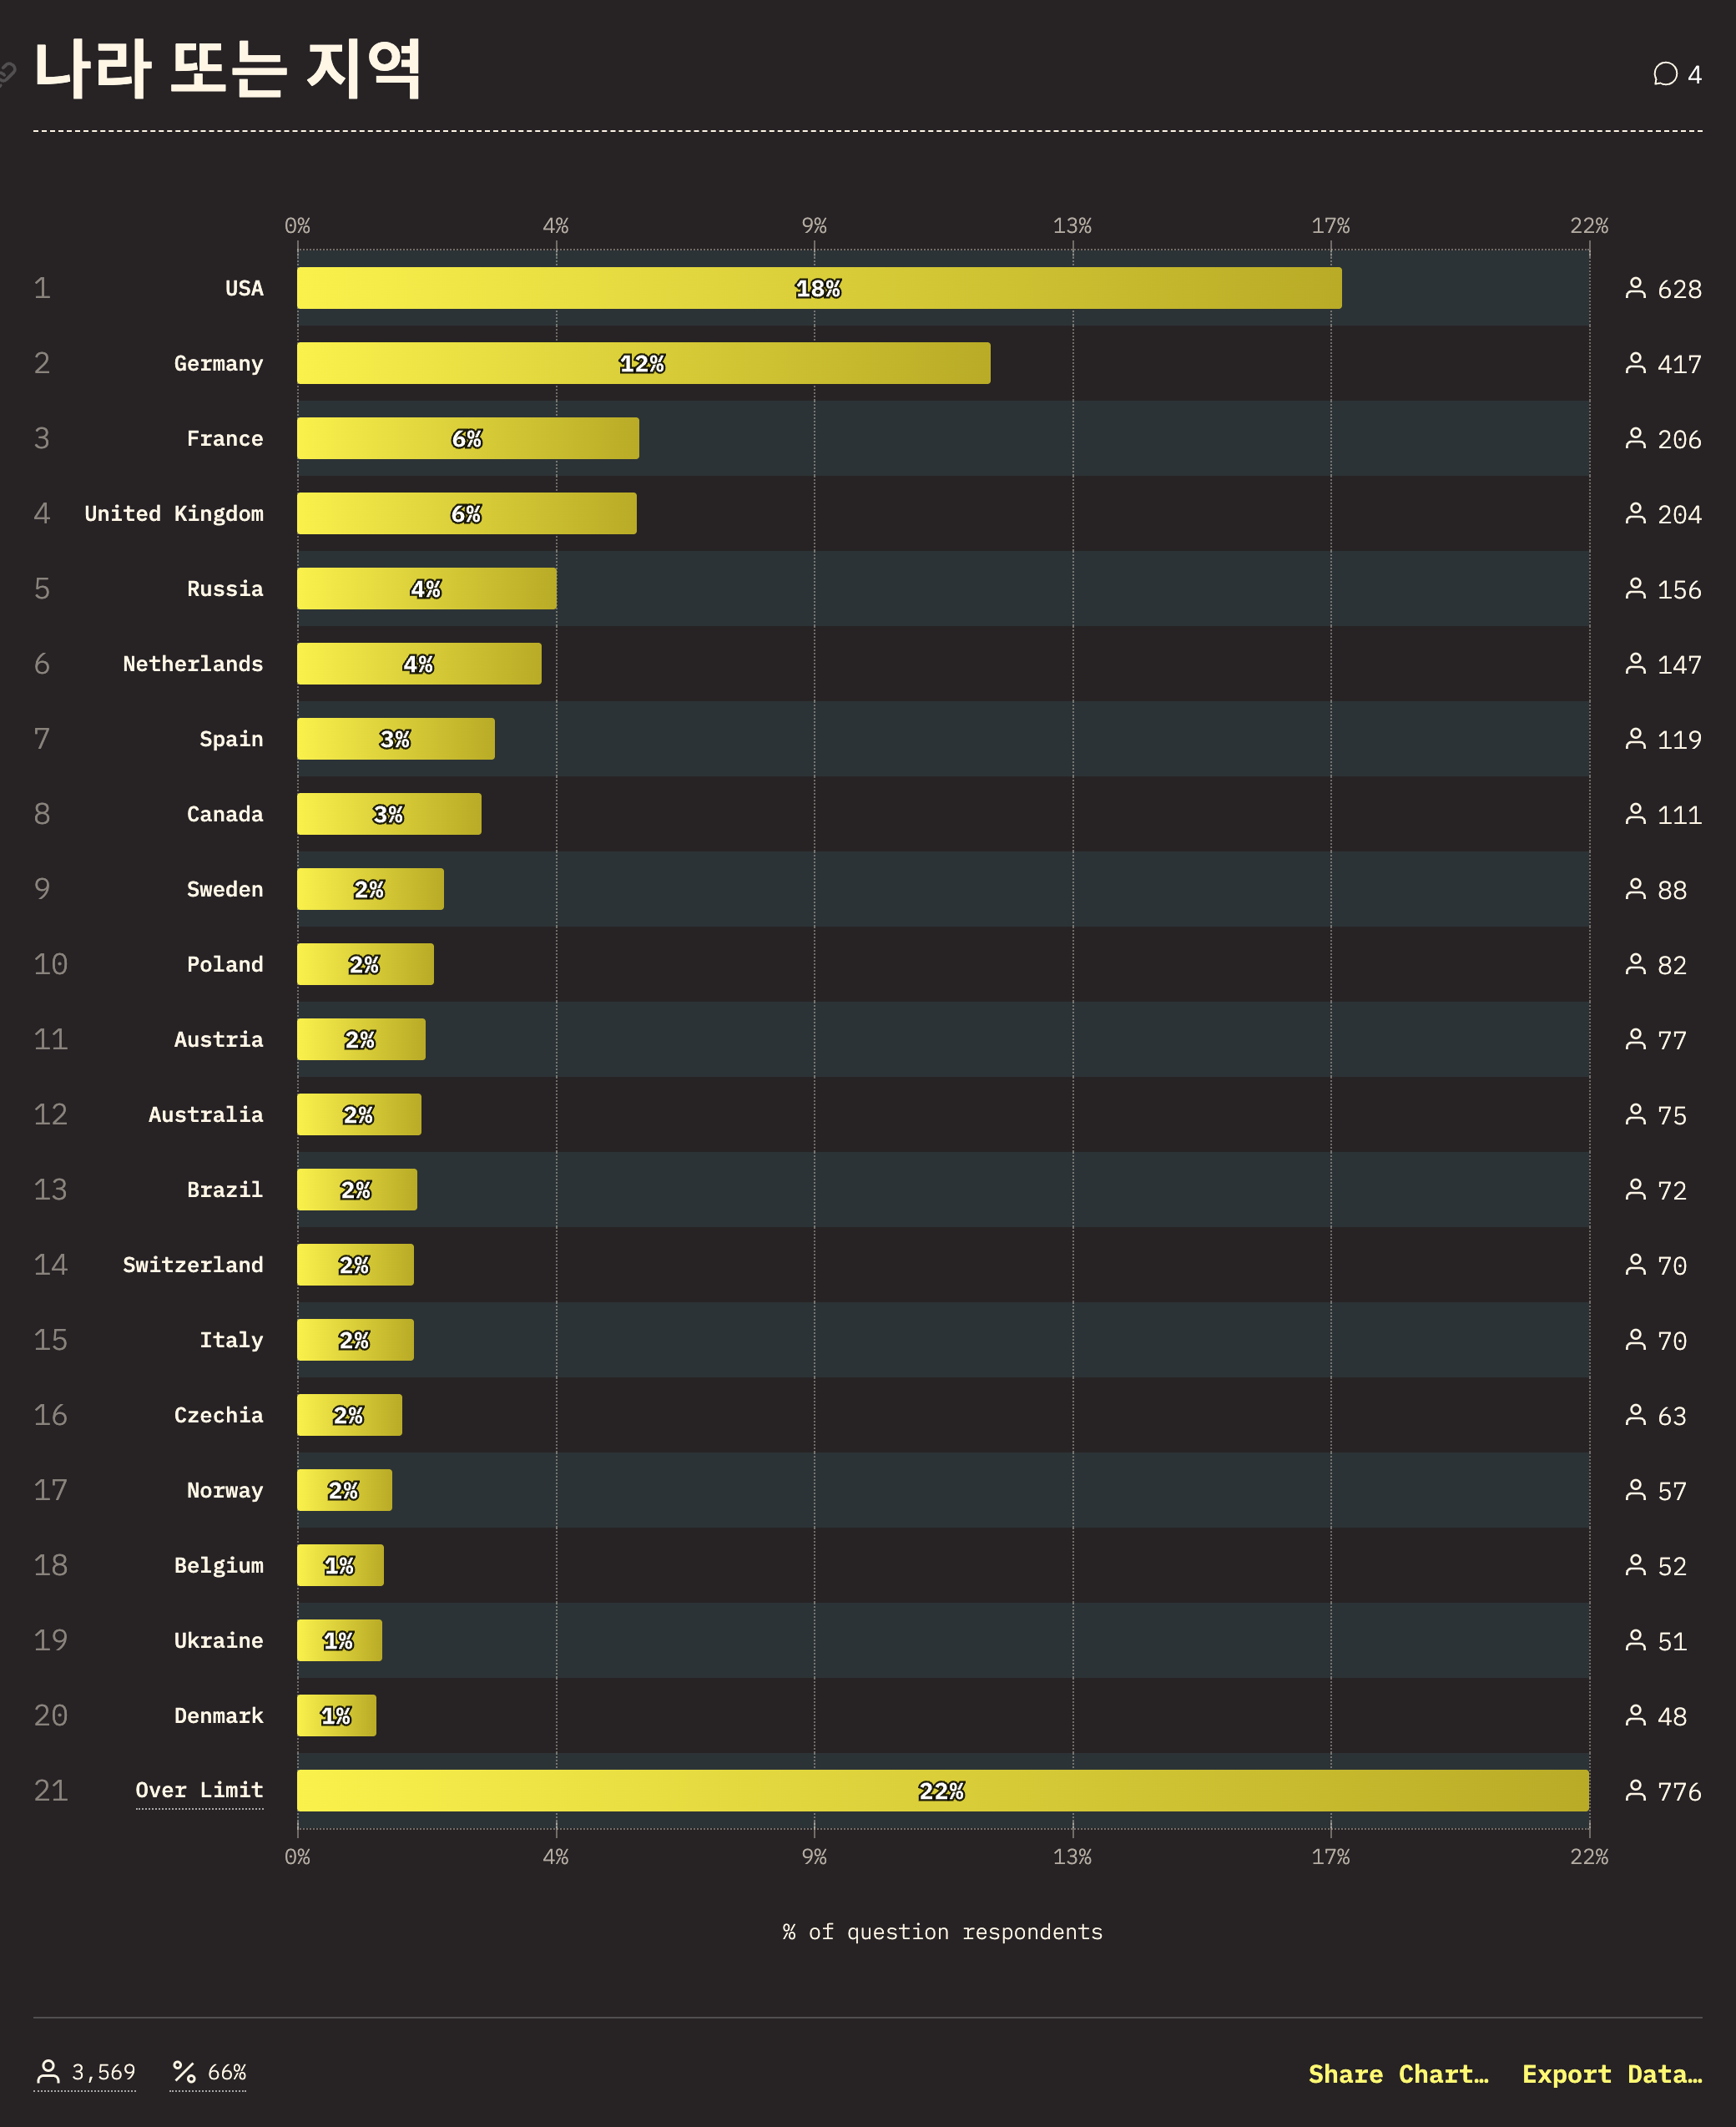 나라 또는 지역
4
0% 4% 9% 13% 17% 22%
1 USA 18% 628
2 Germany 12% 417
3 France 6% 206
4 United Kingdom 6% 204
5 Russia 4% 156
6 Netherlands 4% 147
7 Spain 3% 119
8 Canada 3% 111
9 Sweden 2% 88
10 Poland 2% 82
11 Austria 2% 77
12 Australia 2% 75
13 Brazil 2% 72
14 Switzerland 2% 70
15 Italy 2% 70
16 Czechia 2% 63
17 Norway 2% 57
18 Belgium 1% 52
19 Ukraine 1% 51
20 Denmark 1% 48
21 Over Limit 22% 776
0% 4% 9% 13% 17% 22%
% of question respondents
3,569 % 66% Share Chart… Export Data…